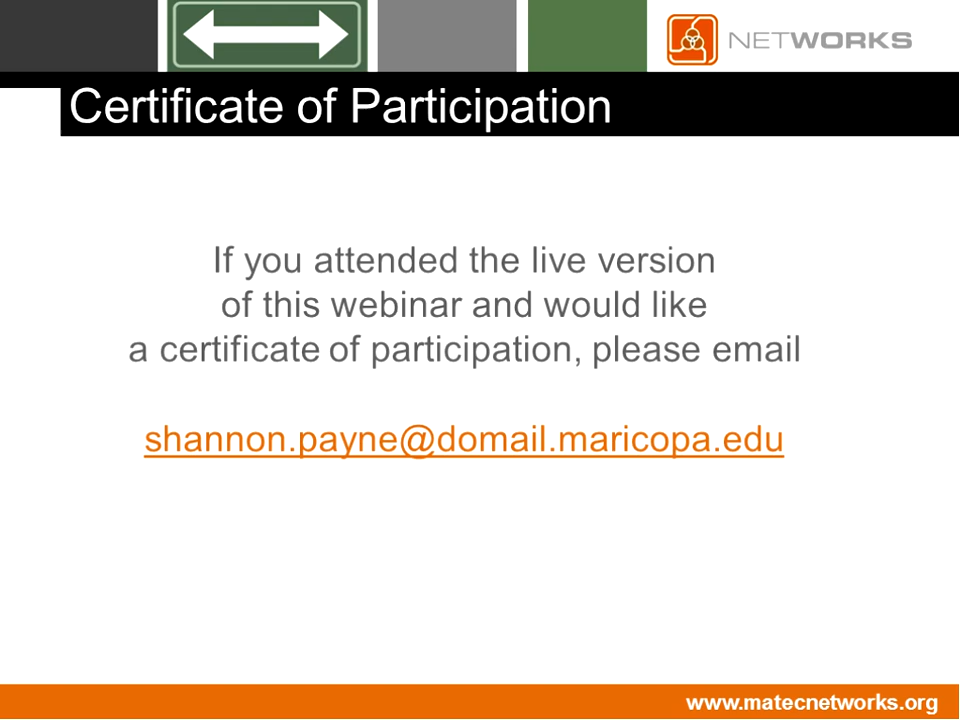 NETWORKS
Certificate of Participation
If you attended the live version
of this webinar and would like
a certificate of participation, please email
shannon.payne@domail.maricopa.edu
www.matecnetworks.org